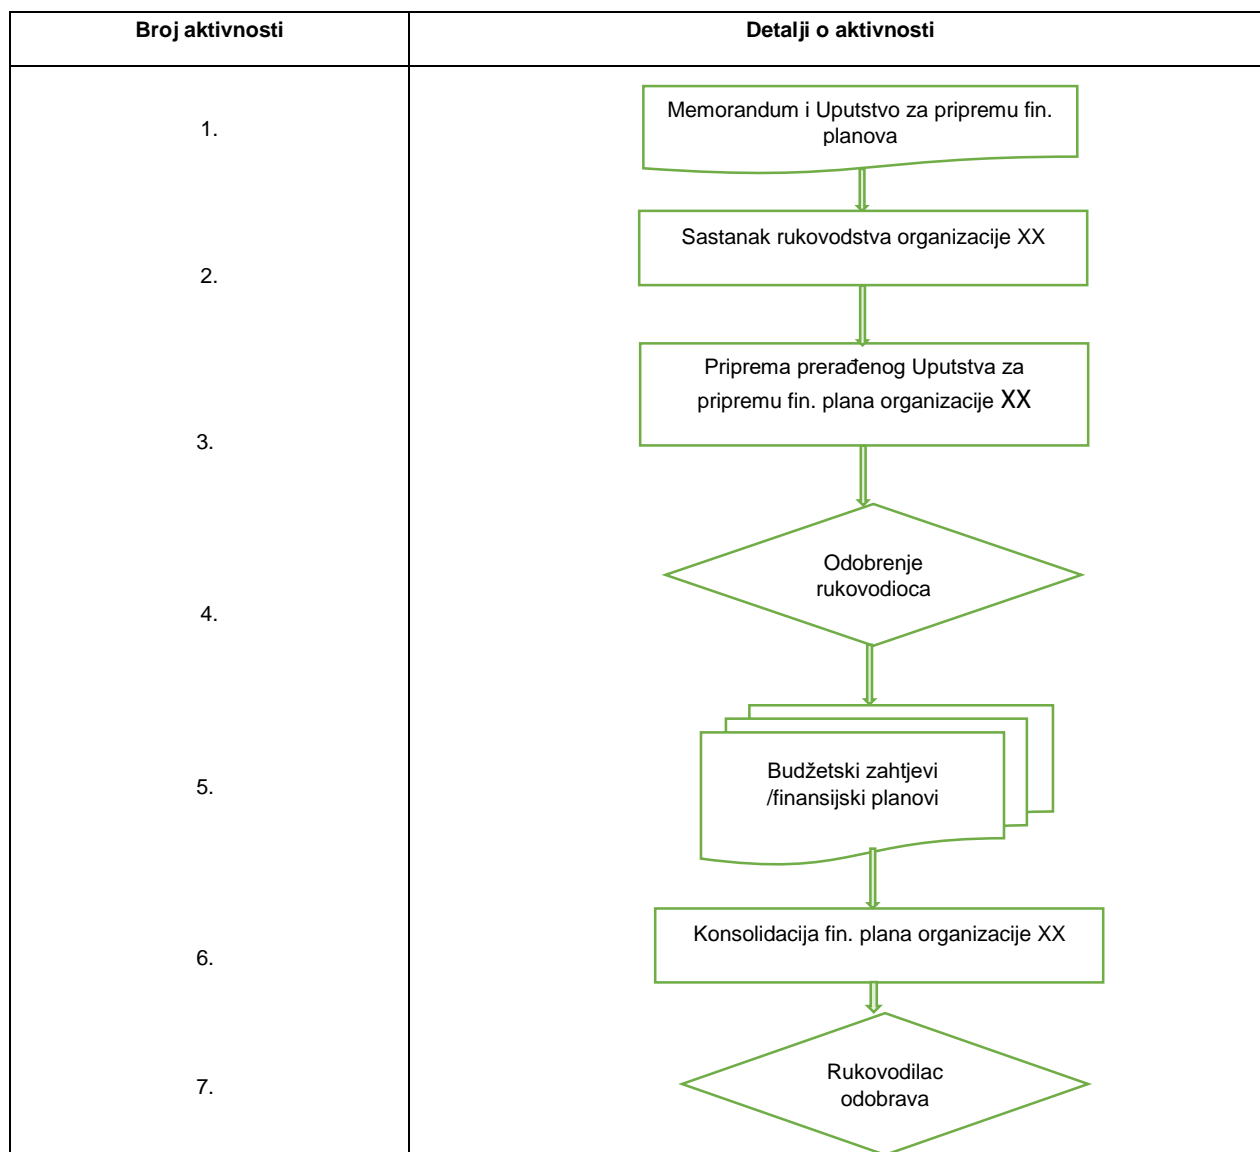 Broj aktivnosti
Detalji o aktivnosti
1.
Memorandum i Uputstvo za pripremu fin.
planova
2.
Sastanak rukovodstva organizacije XX
3.
Priprema prerađenog Uputstva za
pripremu fin. plana organizacije XX
4.
Odobrenje
rukovodioca
5.
Budžetski zahtjevi
/finansijski planovi
6.
Konsolidacija fin. plana organizacije XX
7.
Rukovodilac
odobrava